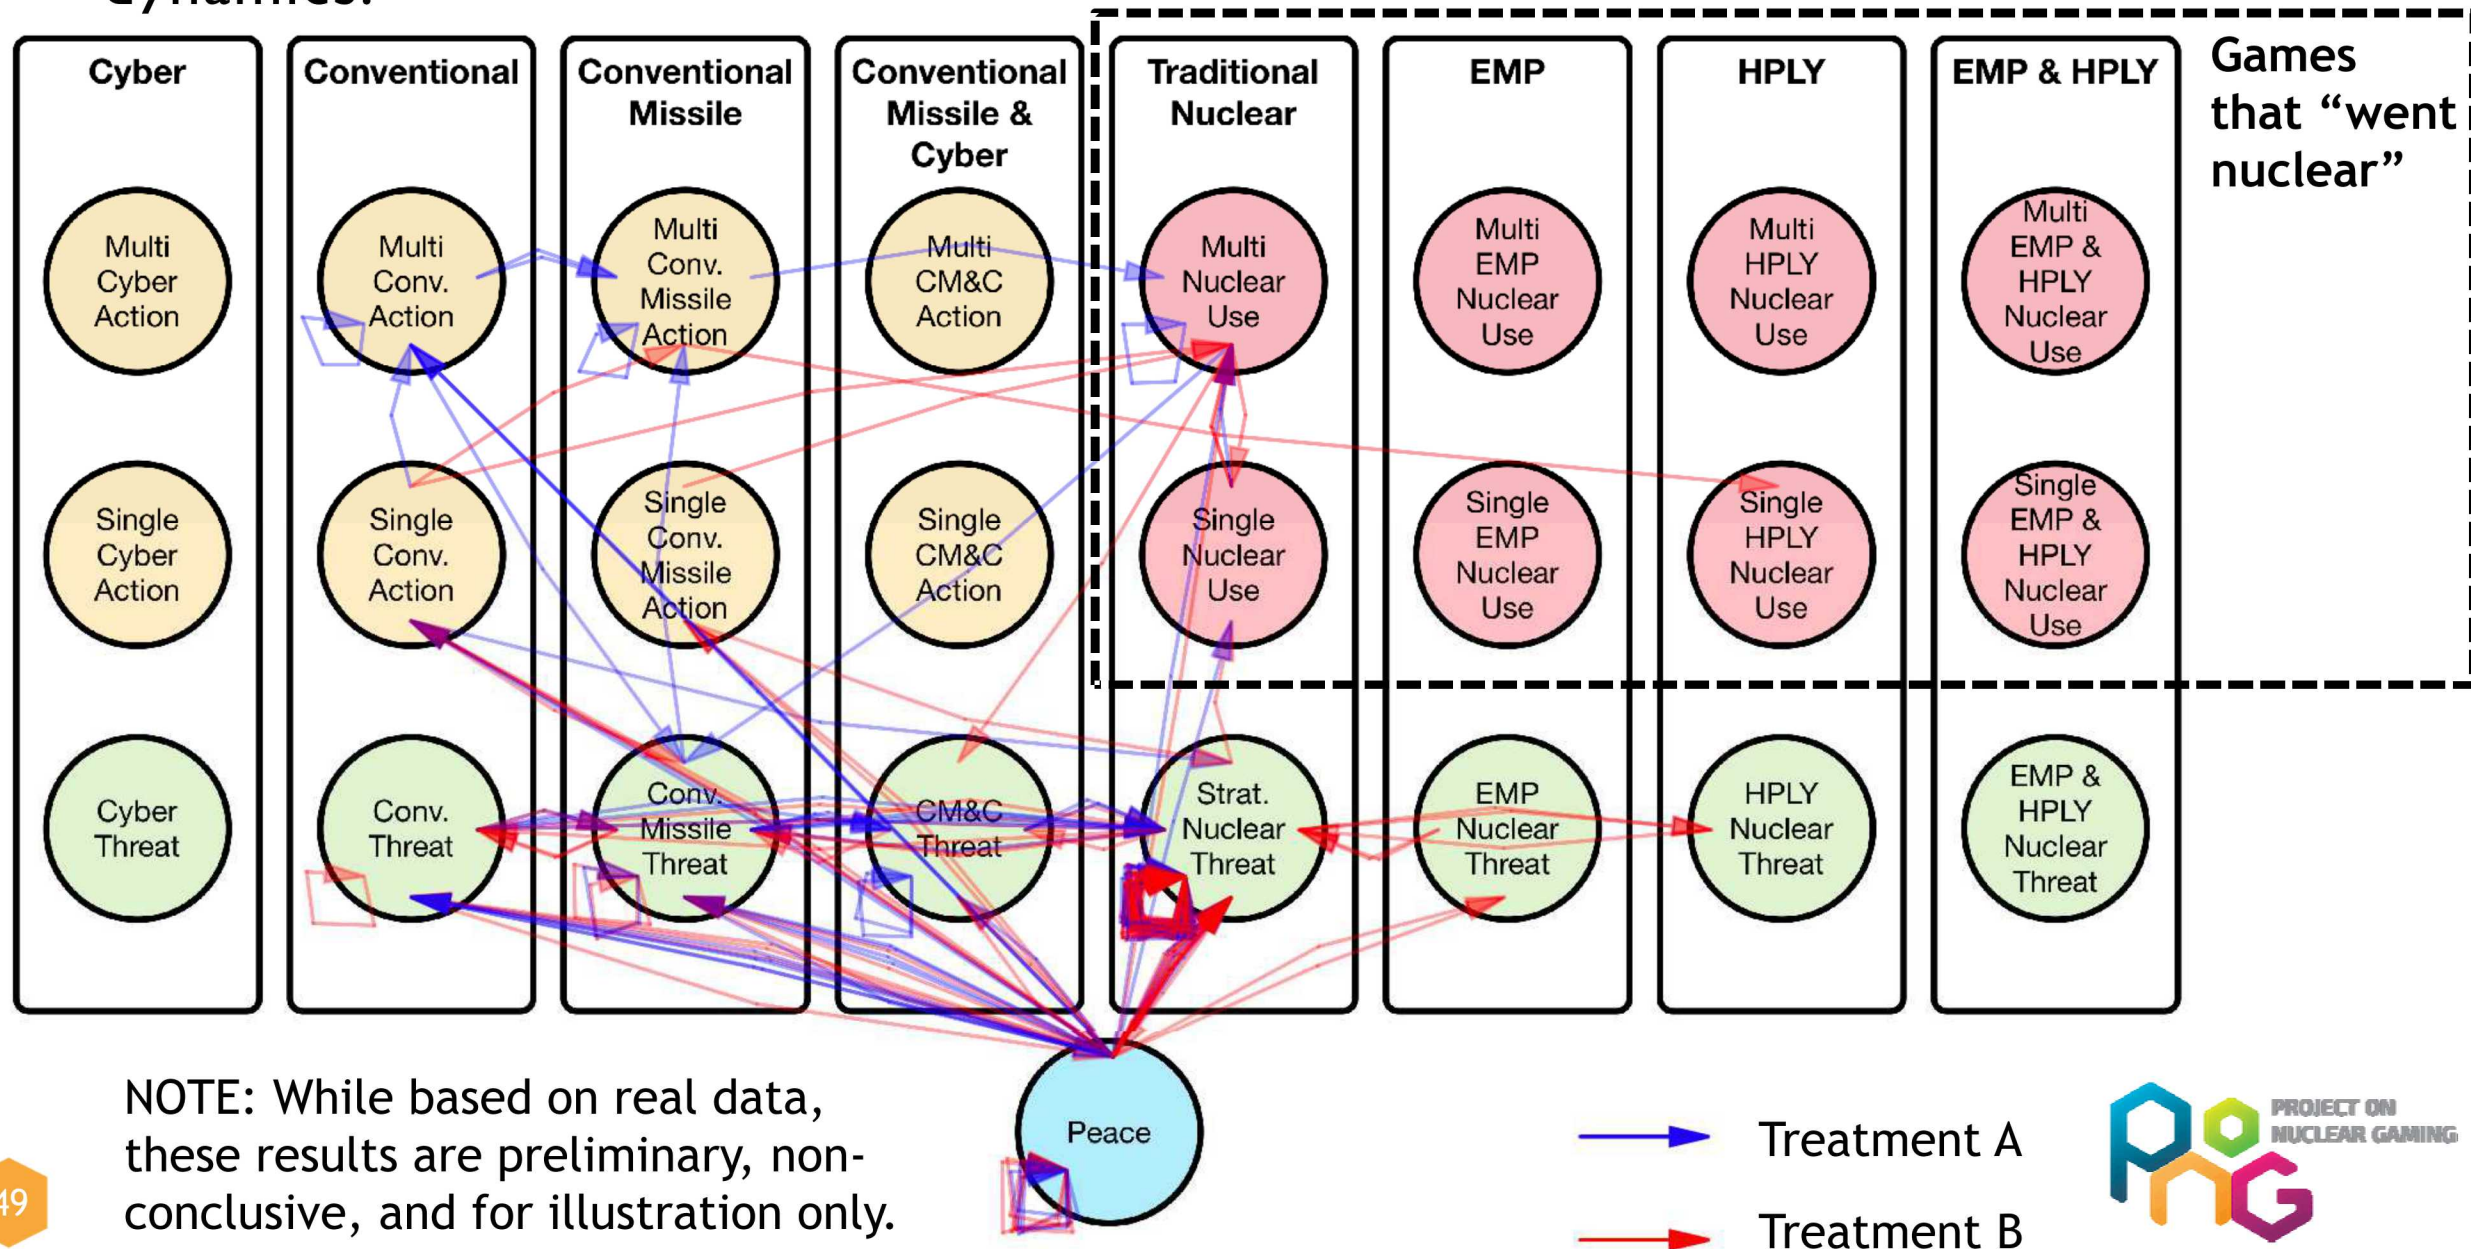 Dynamics.
Cyber
Conventional
Conventional
Missile
Conventional
Missile &
Cyber
Traditional
Nuclear
EMP
HPLY
EMP & HPLY
Games
that “went
nuclear”
Multi
Cyber
Action
Multi
Conv.
Action
Multi
Conv.
Missile
Action
Multi
CM&C
Action
Multi
Nuclear
Use
Multi
EMP
Nuclear
Use
Multi
HPLY
Nuclear
Use
Multi
EMP &
HPLY
Nuclear
Use
Single
Cyber
Action
Single
Conv.
Action
Single
Conv.
Missile
Action
Single
CM&C
Action
Single
Nuclear
Use
Single
EMP
Nuclear
Use
Single
HPLY
Nuclear
Use
Single
EMP &
HPLY
Nuclear
Use
Cyber
Threat
Conv.
Threat
Conv.
Missile
Threat
CM&C
Threat
Strat.
Nuclear
Threat
EMP
Nuclear
Threat
HPLY
Nuclear
Threat
EMP &
HPLY
Nuclear
Threat
Peace
NOTE: While based on real data,
these results are preliminary, non-
conclusive, and for illustration only.
Treatment A
Treatment B
PoNG
PROJECT ON
NUCLEAR GAMING
49